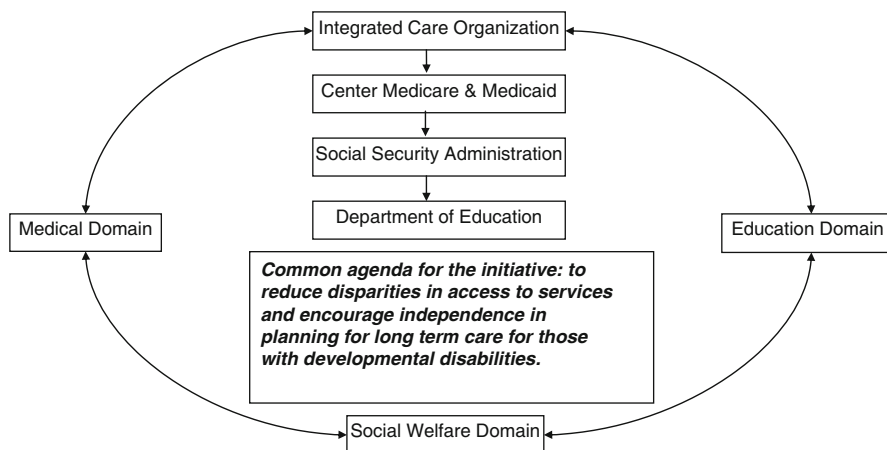 Integrated Care Organization
Center Medicare & Medicaid
Social Security Administration
Department of Education
Medical Domain
Education Domain
Common agenda for the initiative: to
reduce disparities in access to services
and encourage independence in
planning for long term care for those
with developmental disabilities.
Social Welfare Domain